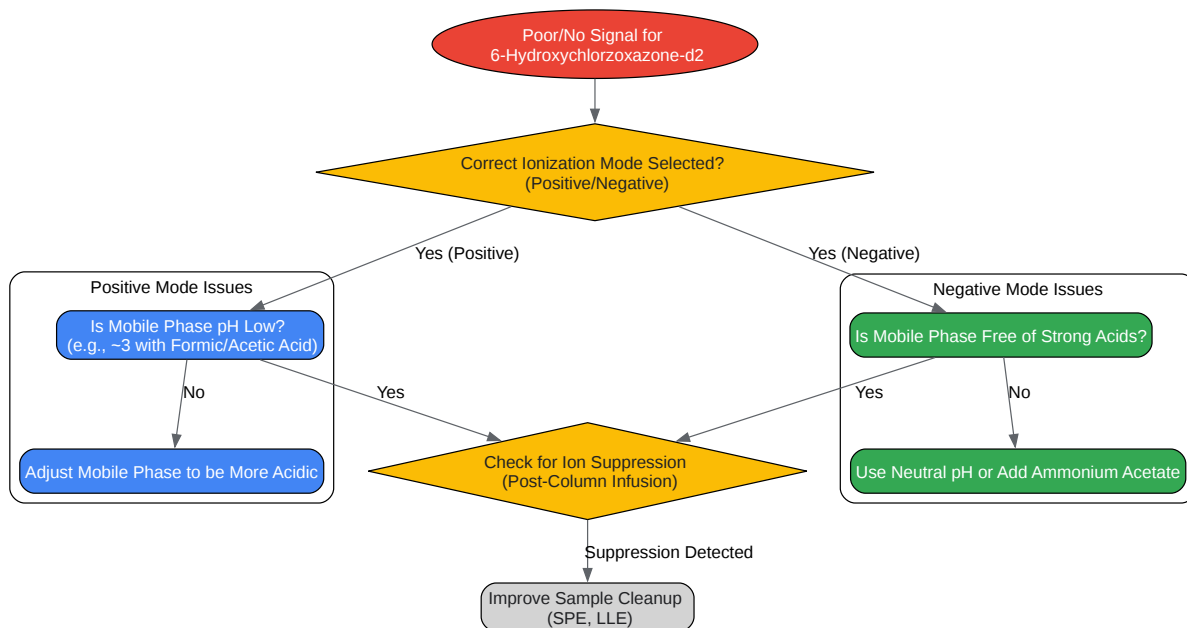 Poor/No Signal for
6-Hydroxychlorzoxazone-d2
Correct Ionization Mode Selected?
(Positive/Negative)
Yes (Positive)
Yes (Negative)
Positive Mode Issues
Negative Mode Issues
Is Mobile Phase pH Low?
(e.g., ~3 with Formic/Acetic Acid)
Is Mobile Phase Free of Strong Acids?
No
Yes
Yes
No
Adjust Mobile Phase to be More Acidic
Check for Ion Suppression
(Post-Column Infusion)
Use Neutral pH or Add Ammonium Acetate
Suppression Detected
Improve Sample Cleanup
(SPE, LLE)